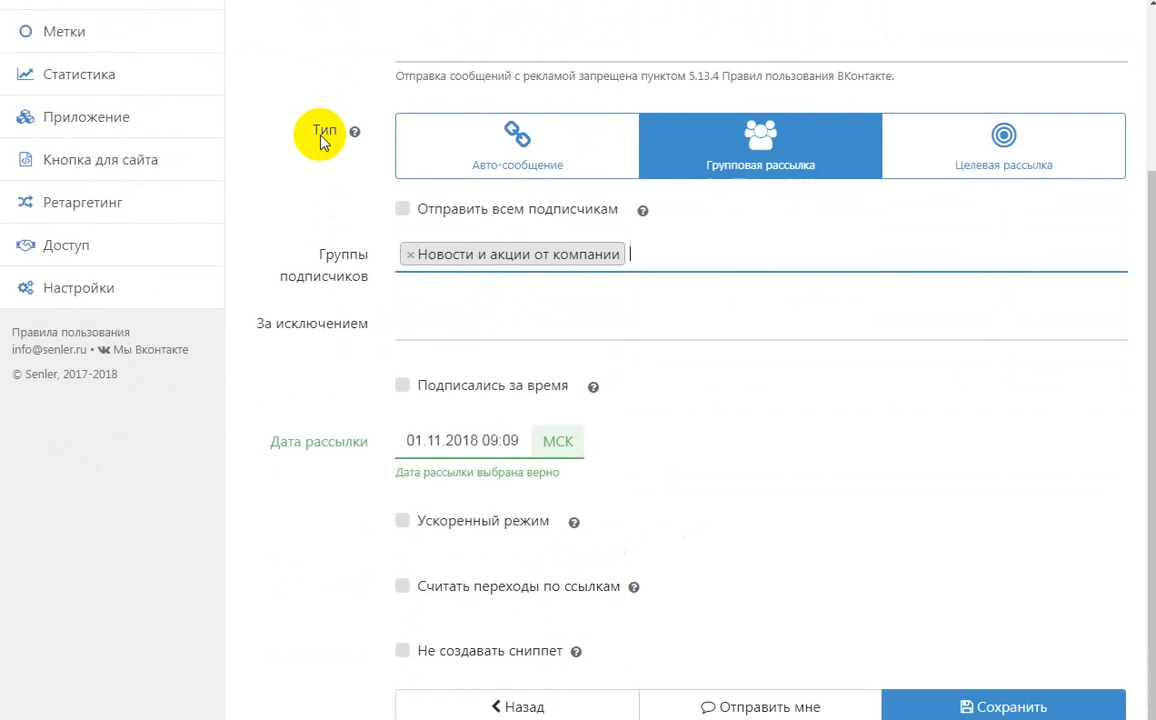 Метки
Статистика
Приложение
Кнопка для сайта
Ретаргетинг
Доступ
Настройки
Правила пользования
info@senler.ru • Мы Вконтакте
© Senler, 2017-2018
Отправка сообщений с рекламой запрещена пунктом 5.13.4 Правил пользования ВКонтакте.
Тип
Авто-сообщение
Групповая рассылка
Целевая рассылка
Отправить всем подписчикам
Группы
подписчиков
× Новости и акции от компании
За исключением
Подписались за время
Дата рассылки
01.11.2018 09:09 МСК
Дата рассылки выбрана верно
Ускоренный режим
Считать переходы по ссылкам
Не создавать сниппет
Назад
Отправить мне
Сохранить